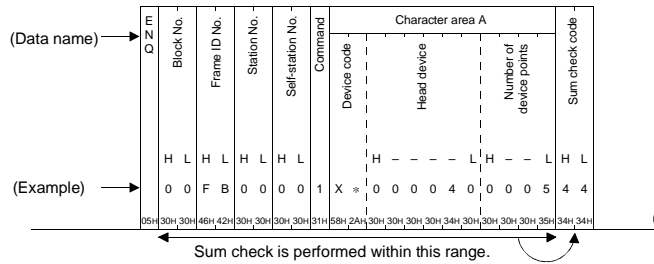 Character area A
(Data name)
E N Q
Block No.
Frame ID No.
Station No.
Self-station No.
Command
Device code
Head device
Number of device points
Sum check code
H L H L H L H L H – – – – L H – – L H L
(Example)
0 0 F B 0 0 0 0 1 X * 0 0 0 0 4 0 0 0 0 5 4 4
05H 30H 30H 46H 42H 30H 30H 30H 30H 31H 58H 2AH 30H 30H 30H 30H 34H 30H 30H 30H 30H 35H 34H 34H
Sum check is performed within this range.